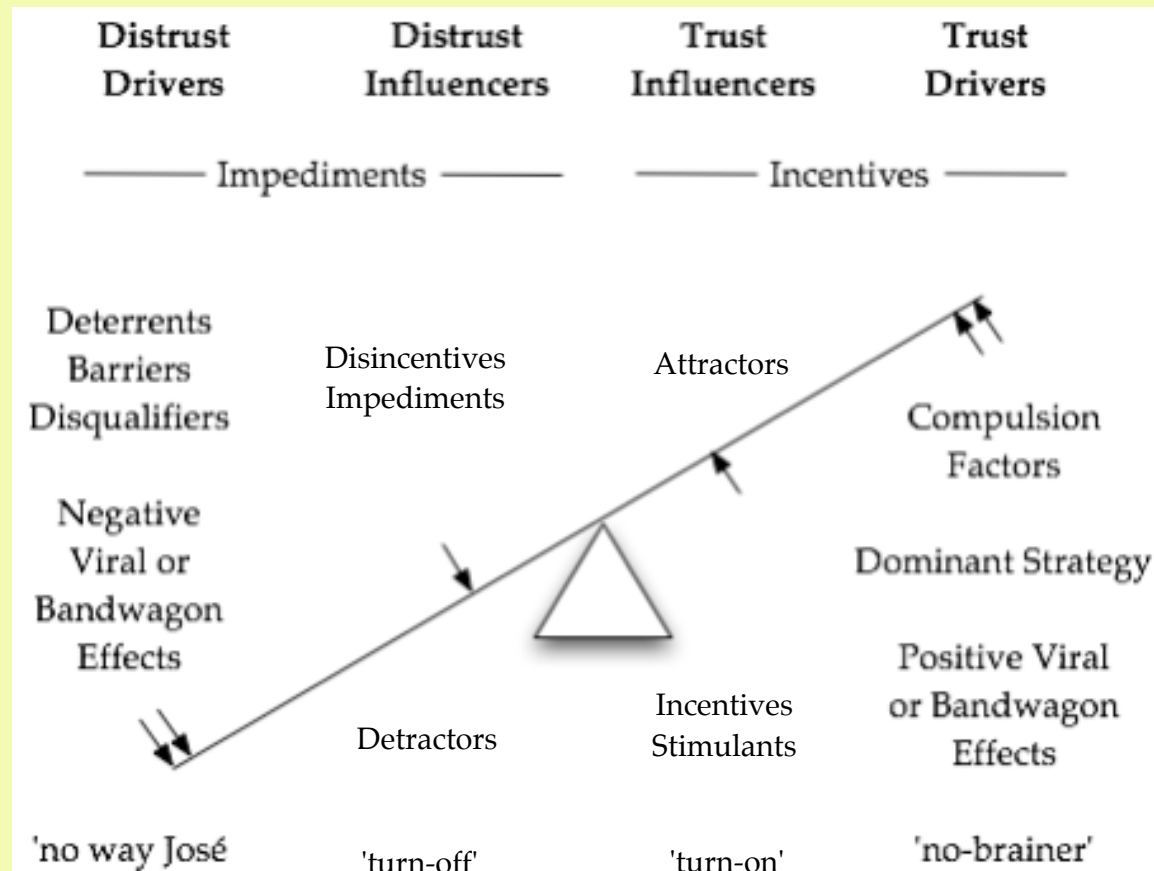 Distrust Drivers
Distrust Influencers
Trust Influencers
Trust Drivers
Impediments
Incentives
Deterrents
Barriers
Disqualifiers
Negative
Viral or
Bandwagon
Effects
'no way José
Disincentives
Impediments
Detractors
'turn-off'
Attractors
Incentives
Stimulants
'turn-on'
Compulsion
Factors
Dominant Strategy
Positive Viral
or Bandwagon
Effects
'no-brainer'